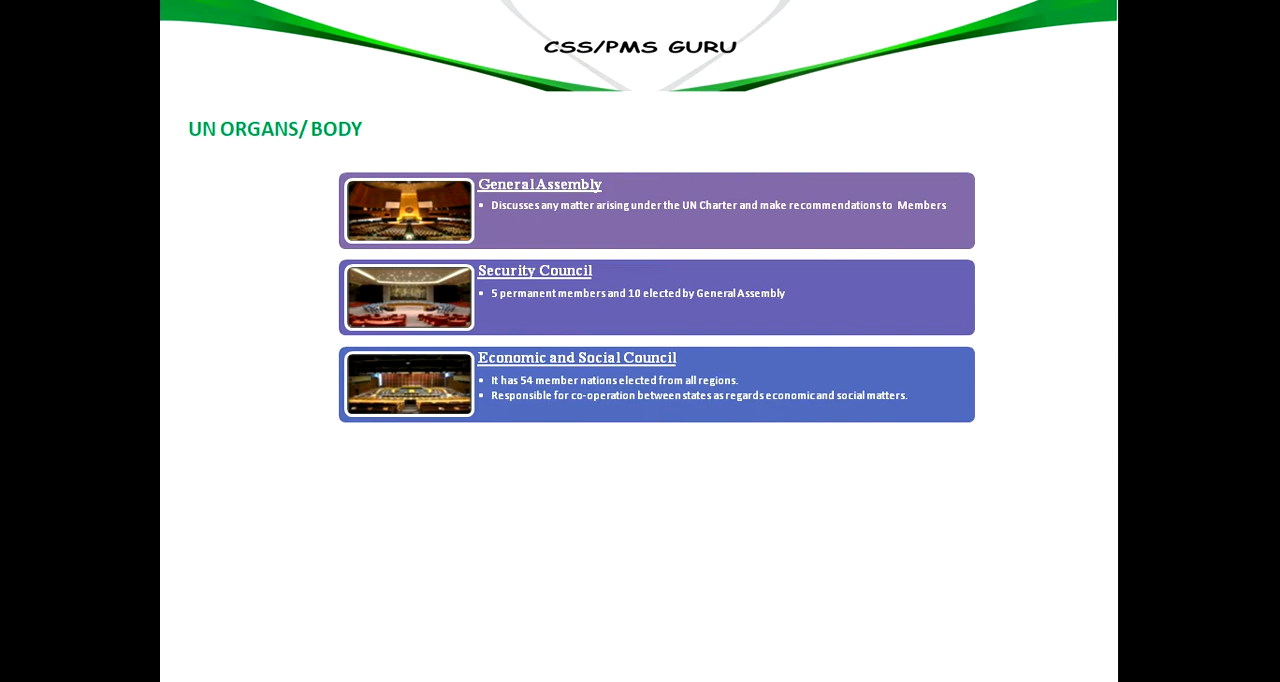 CSS/PMS GURU
UN ORGANS/ BODY
General Assembly
▪ Discusses any matter arising under the UN Charter and make recommendations to Members
Security Council
▪ 5 permanent members and 10 elected by General Assembly
Economic and Social Council
▪ It has 54 member nations elected from all regions.
▪ Responsible for co-operation between states as regards economic and social matters.